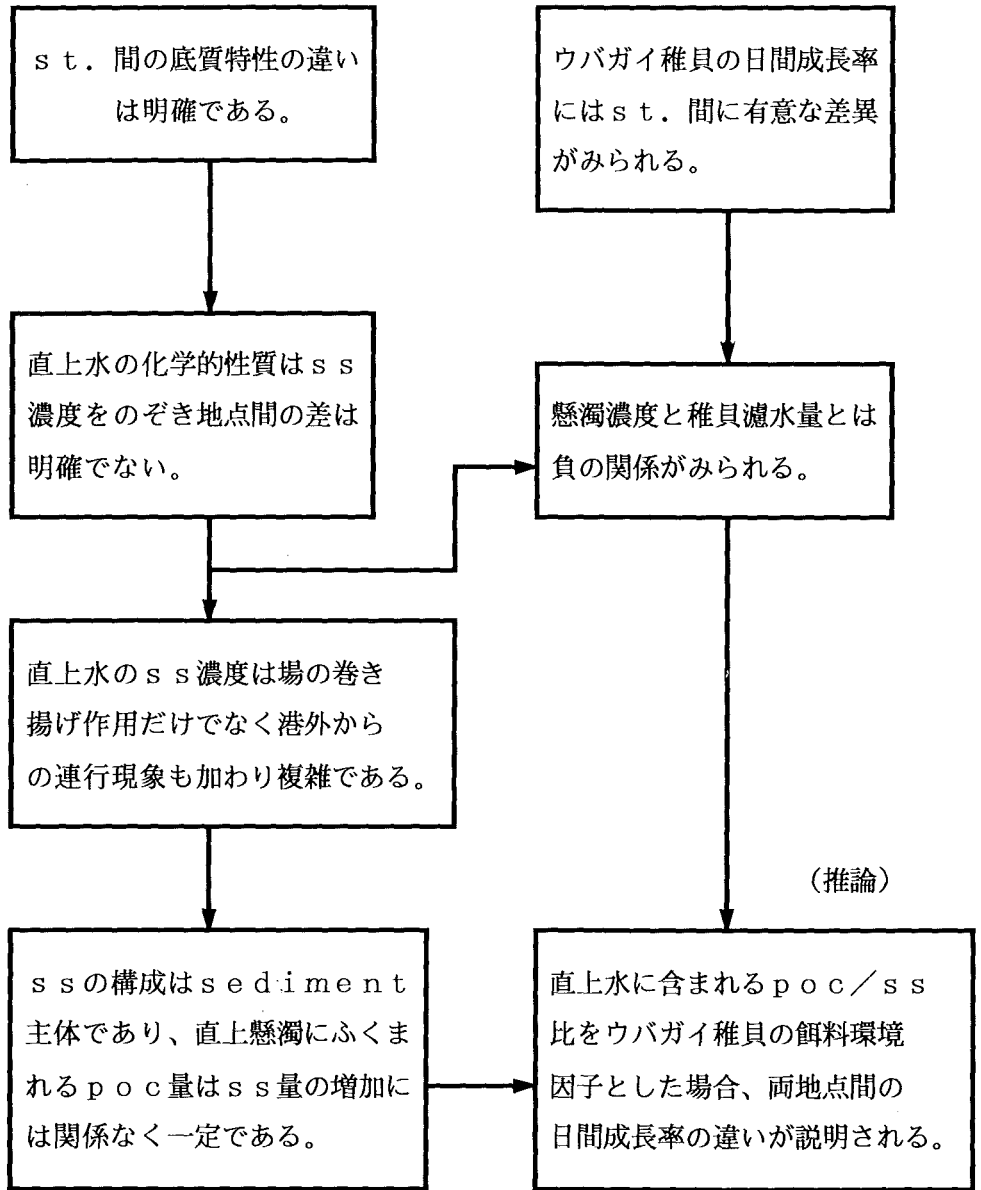 ｓｔ．間の底質特性の違い
は明確である。
ウバガイ稚貝の日間成長率
にはｓｔ．間に有意な差異
がみられる。
直上水の化学的性質はｓｓ
濃度をのぞき地点間の差は
明確でない。
懸濁濃度と稚貝濾水量とは
負の関係がみられる。
直上水のｓｓ濃度は場の巻き
揚げ作用だけでなく港外から
の連行現象も加わり複雑である。
ｓｓの構成はｓｅｄｉｍｅｎｔ
主体であり、直上懸濁にふくま
れるｐｏｃ量はｓｓ量の増加に
は関係なく一定である。
（推論）
直上水に含まれるｐｏｃ／ｓｓ
比をウバガイ稚貝の餌料環境
因子とした場合、両地点間の
日間成長率の違いが説明される。